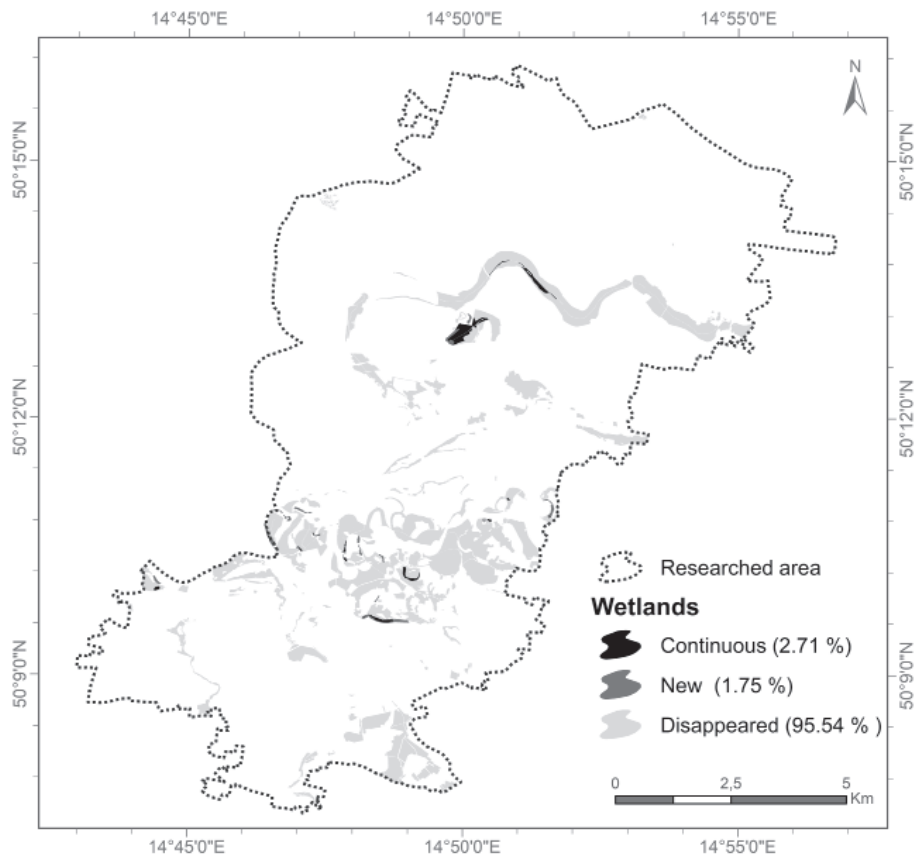 14°45'0"E 14°50'0"E 14°55'0"E
N
50°15'0"N 50°15'0"N
50°12'0"N 50°12'0"N
Researched area
Wetlands
Continuous (2.71 %)
50°9'0"N 50°9'0"N
New (1.75 %)
Disappeared (95.54 % )
0 2,5 5
Km
14°45'0"E 14°50'0"E 14°55'0"E